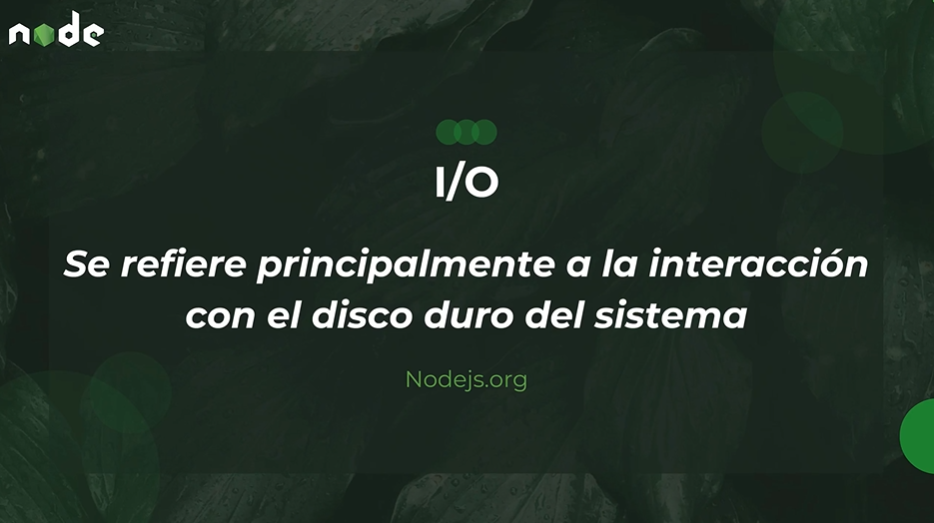 node
I/O
Se refiere principalmente a la interacción
con el disco duro del sistema
Nodejs.org